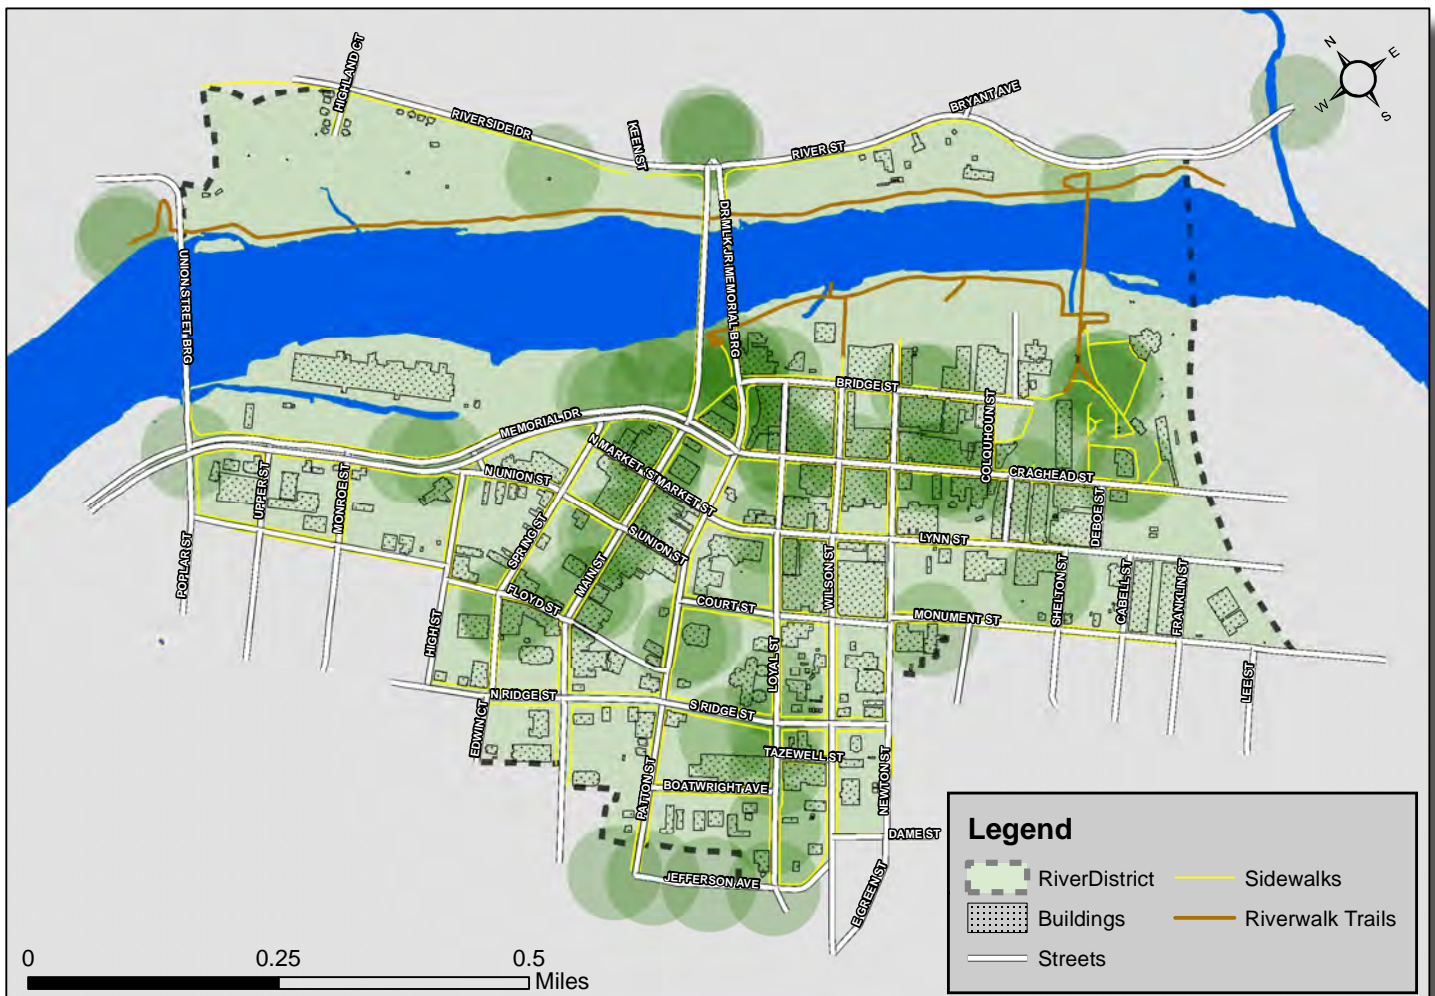 HIGHLAND CT
RIVERSIDE DR
KEEN ST
RIVER ST
BRYANT AVE
N
E
W
S
UNION STREET BRG
DR MLK JR MEMORIAL BRG
MEMORIAL DR
BRIDGE ST
COLQUHOUN ST
CRAGHEAD ST
N UNION ST
N MARKET ST
S MARKET ST
UPPER ST
MONROE ST
SPRING ST
MAIN ST
S UNION ST
DEBOE ST
LYNN ST
POPLAR ST
FLOYD ST
COURT ST
WILSON ST
MONUMENT ST
SHELTON ST
CABELL ST
FRANKLIN ST
HIGH ST
LOYAL ST
LEE ST
N RIDGE ST
S RIDGE ST
EDWIN CT
TAZEWELL ST
NEWTON ST
PATTON ST
BOATWRIGHT AVE
DAME ST
JEFFERSON AVE
E GREEN ST
Legend
RiverDistrict
Sidewalks
Buildings
Riverwalk Trails
Streets
0 0.25 0.5
Miles